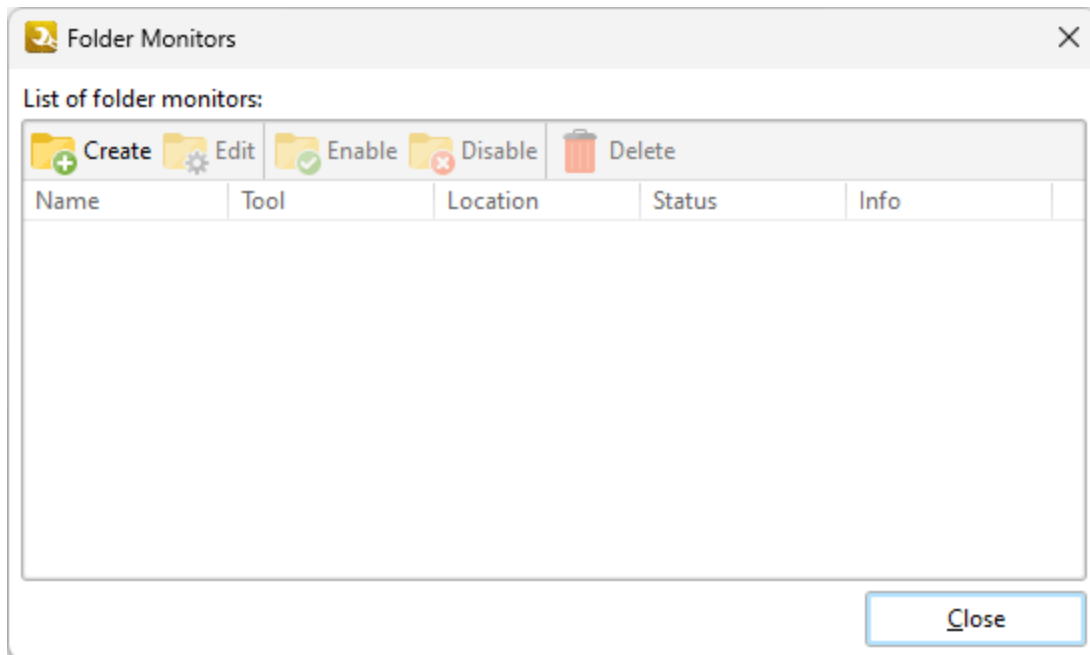 Folder Monitors
List of folder monitors:
Create Edit Enable Disable Delete
Name Tool Location Status Info
Close